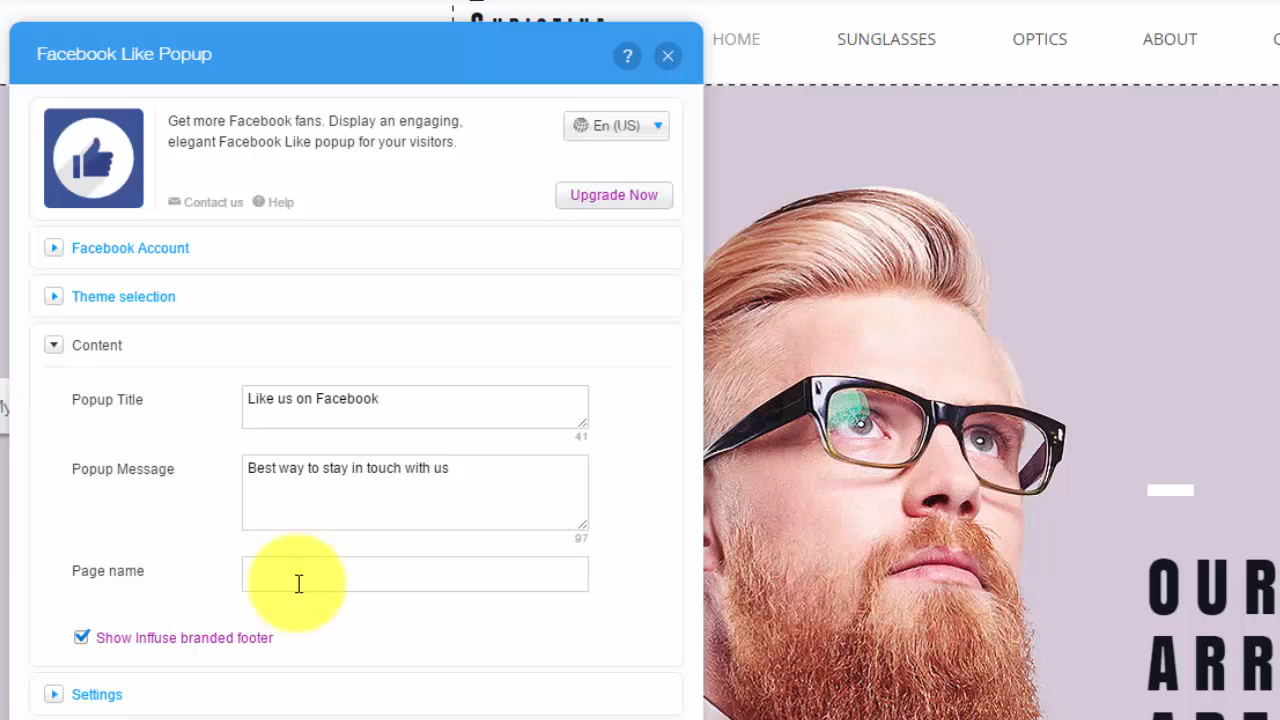 Facebook Like Popup
?
HOME
SUNGLASSES
OPTICS
ABOUT
Get more Facebook fans. Display an engaging,
elegant Facebook Like popup for your visitors.
En (US)
Contact us
Help
Upgrade Now
Facebook Account
Theme selection
Content
Popup Title
Like us on Facebook
41
Popup Message
Best way to stay in touch with us
97
Page name
Show Inffuse branded footer
Settings
OUR
ARR